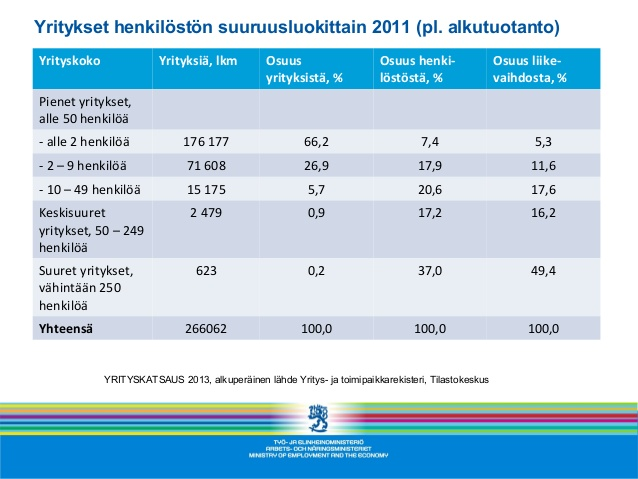 Yritykset henkilöstön suuruusluokittain 2011 (pl. alkutuotanto)
Yrityskoko Yrityksiä, lkm Osuus yrityksistä, % Osuus henki-löstöstä, % Osuus liike-vaihdosta, %
Pienet yritykset,
alle 50 henkilöä
- alle 2 henkilöä 176 177 66,2 7,4 5,3
- 2 – 9 henkilöä 71 608 26,9 17,9 11,6
- 10 – 49 henkilöä 15 175 5,7 20,6 17,6
Keskisuuret 2 479 0,9 17,2 16,2
yritykset, 50 – 249
henkilöä
Suuret yritykset, 623 0,2 37,0 49,4
vähintään 250
henkilöä
Yhteensä 266062 100,0 100,0 100,0
YRITYSKATSAUS 2013, alkuperäinen lähde Yritys- ja toimipaikkarekisteri, Tilastokeskus
TYÖ- JA ELINKEINOMINISTERIÖ
ARBETS- OCH NÄRINGSMINISTERIET
MINISTRY OF EMPLOYMENT AND THE ECONOMY